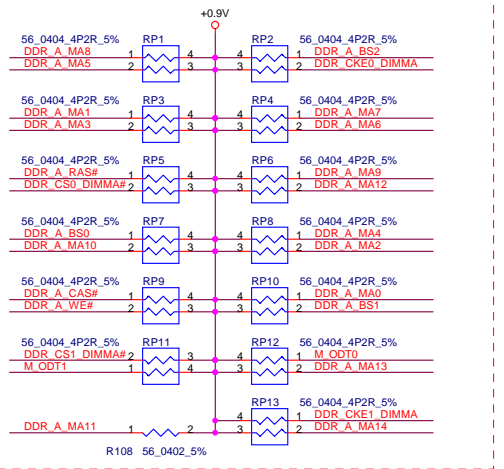 +0.9V
56_0404_4P2R_5% RP1 RP2 56_0404_4P2R_5%
DDR_A_MA8 1 4 4 1 DDR_A_BS2
DDR_A_MA5 2 3 3 2 DDR_CKE0_DIMMA
56_0404_4P2R_5% RP3 RP4 56_0404_4P2R_5%
DDR_A_MA1 1 4 4 1 DDR_A_MA7
DDR_A_MA3 2 3 3 2 DDR_A_MA6
56_0404_4P2R_5% RP5 RP6 56_0404_4P2R_5%
DDR_A_RAS# 1 4 4 1 DDR_A_MA9
DDR_CS0_DIMMA# 2 3 3 2 DDR_A_MA12
56_0404_4P2R_5% RP7 RP8 56_0404_4P2R_5%
DDR_A_BS0 1 4 4 1 DDR_A_MA4
DDR_A_MA10 2 3 3 2 DDR_A_MA2
56_0404_4P2R_5% RP9 RP10 56_0404_4P2R_5%
DDR_A_CAS# 1 4 4 1 DDR_A_MA0
DDR_A_WE# 2 3 3 2 DDR_A_BS1
56_0404_4P2R_5% RP11 RP12 56_0404_4P2R_5%
DDR_CS1_DIMMA# 2 3 4 1 M_ODT0
M_ODT1 1 4 3 2 DDR_A_MA13
RP13 56_0404_4P2R_5%
4 1 DDR_CKE1_DIMMA
DDR_A_MA11 1 2 3 2 DDR_A_MA14
R108 56_0402_5%